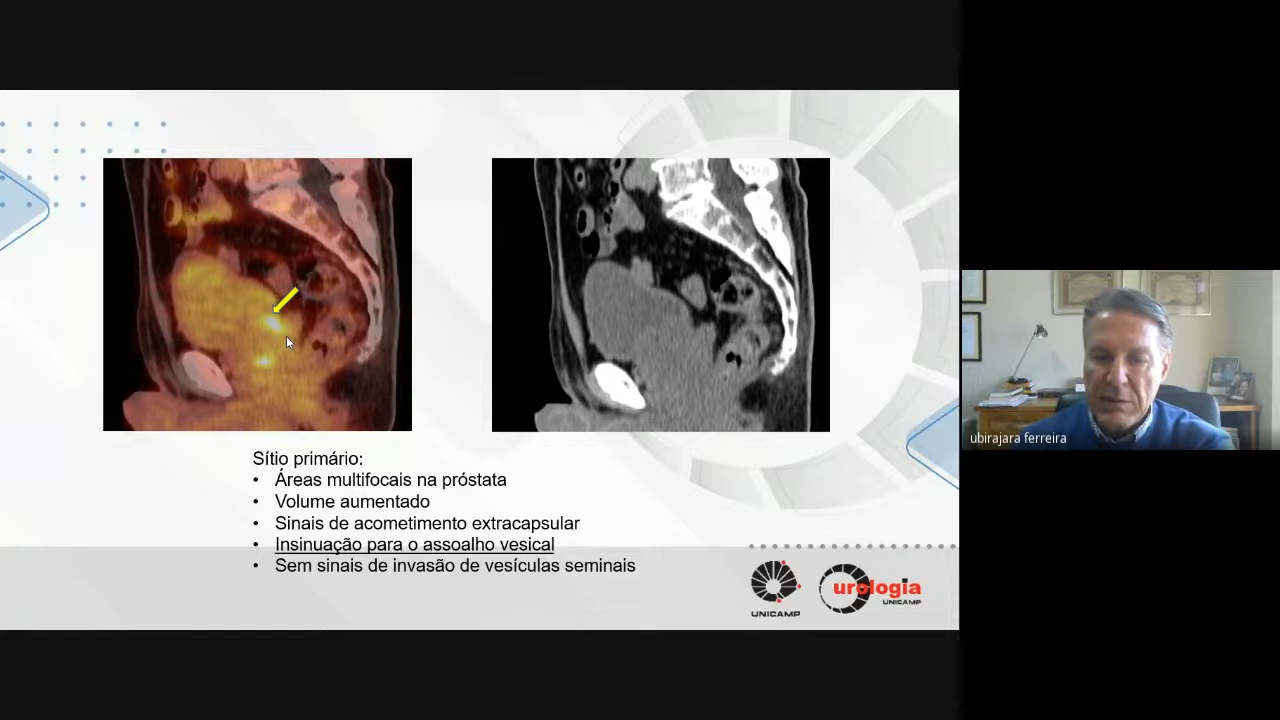 Sítio primário:
• Áreas multifocais na próstata
• Volume aumentado
• Sinais de acometimento extracapsular
• Insinuação para o assoalho vesical
• Sem sinais de invasão de vesículas seminais
UNICAMP
urologia
UNICAMP
ubirajara ferreira